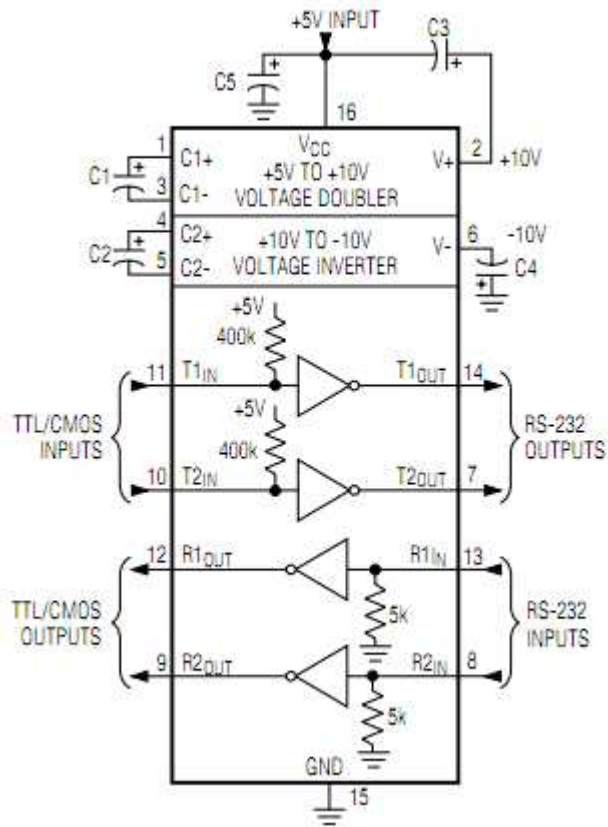 +5V INPUT
C3
+
C5
+
16
1
C1+
VCC
V+
2
+10V
C1
+
3
C1-
+5V TO +10V
VOLTAGE DOUBLER
4
C2+
+10V TO -10V
V-
6
-10V
C2
+
5
C2-
VOLTAGE INVERTER
C4
+
+5V
400k
11
T1IN
T1OUT
14
TTL/CMOS
INPUTS
+5V
400k
RS-232
OUTPUTS
10
T2IN
T2OUT
7
12
R1OUT
R1IN
13
TTL/CMOS
OUTPUTS
5k
RS-232
INPUTS
9
R2OUT
R2IN
8
5k
GND
15